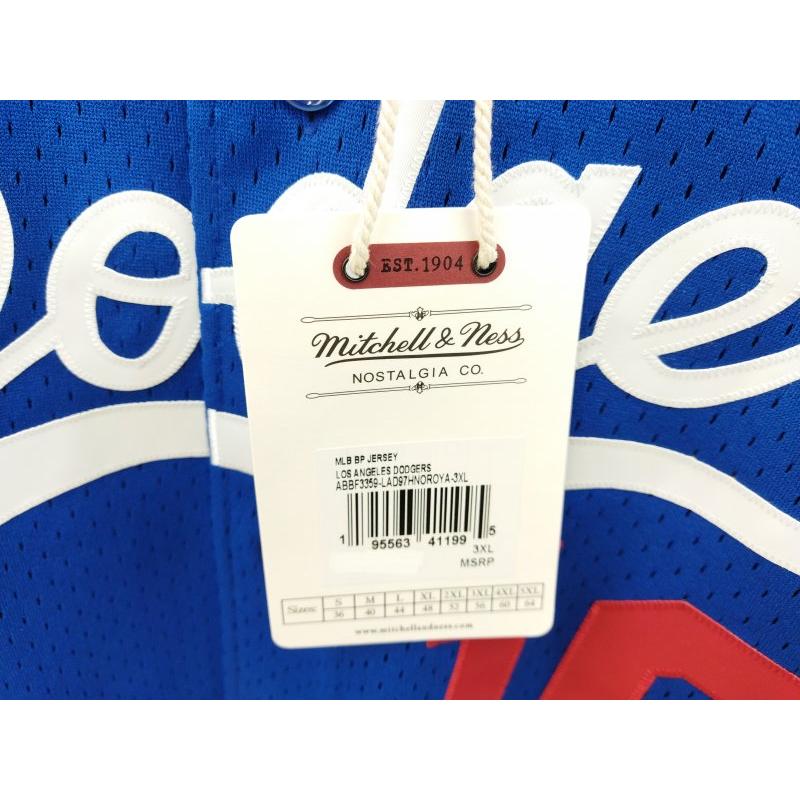 Dodge
EST.1904
Mitchell & Ness
NOSTALGIA CO.
MLB BP JERSEY
LOS ANGELES DODGERS
ABBF3359-LAD97HNOROYA-3XL
1 95563 41199 5
3XL
MSRP
Sizes: S M L XL 2XL 3XL 4XL 5XL
36 40 44 48 52 56 60 64
www.mitchellandness.com